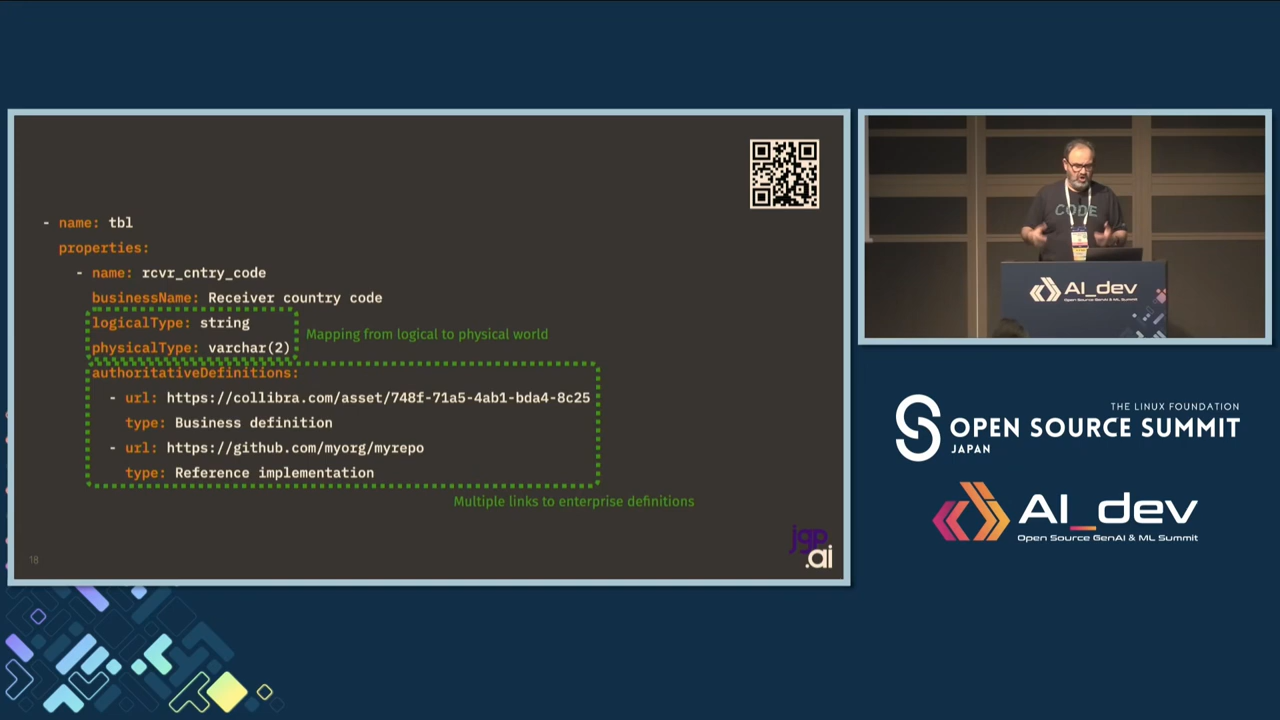 - name: tbl
properties:
- name: rcvr_cntry_code
businessName: Receiver country code
logicalType: string
physicalType: varchar(2)
Mapping from logical to physical world
authoritativeDefinitions:
- url: https://collibra.com/asset/748f-71a5-4ab1-bda4-8c25
type: Business definition
- url: https://github.com/myorg/myrepo
type: Reference implementation
Multiple links to enterprise definitions
18
jgp
.ai
CODE
AI_dev
Open Source GenAI & ML Summit
THE LINUX FOUNDATION
OPEN SOURCE SUMMIT
JAPAN
AI_dev
Open Source GenAI & ML Summit